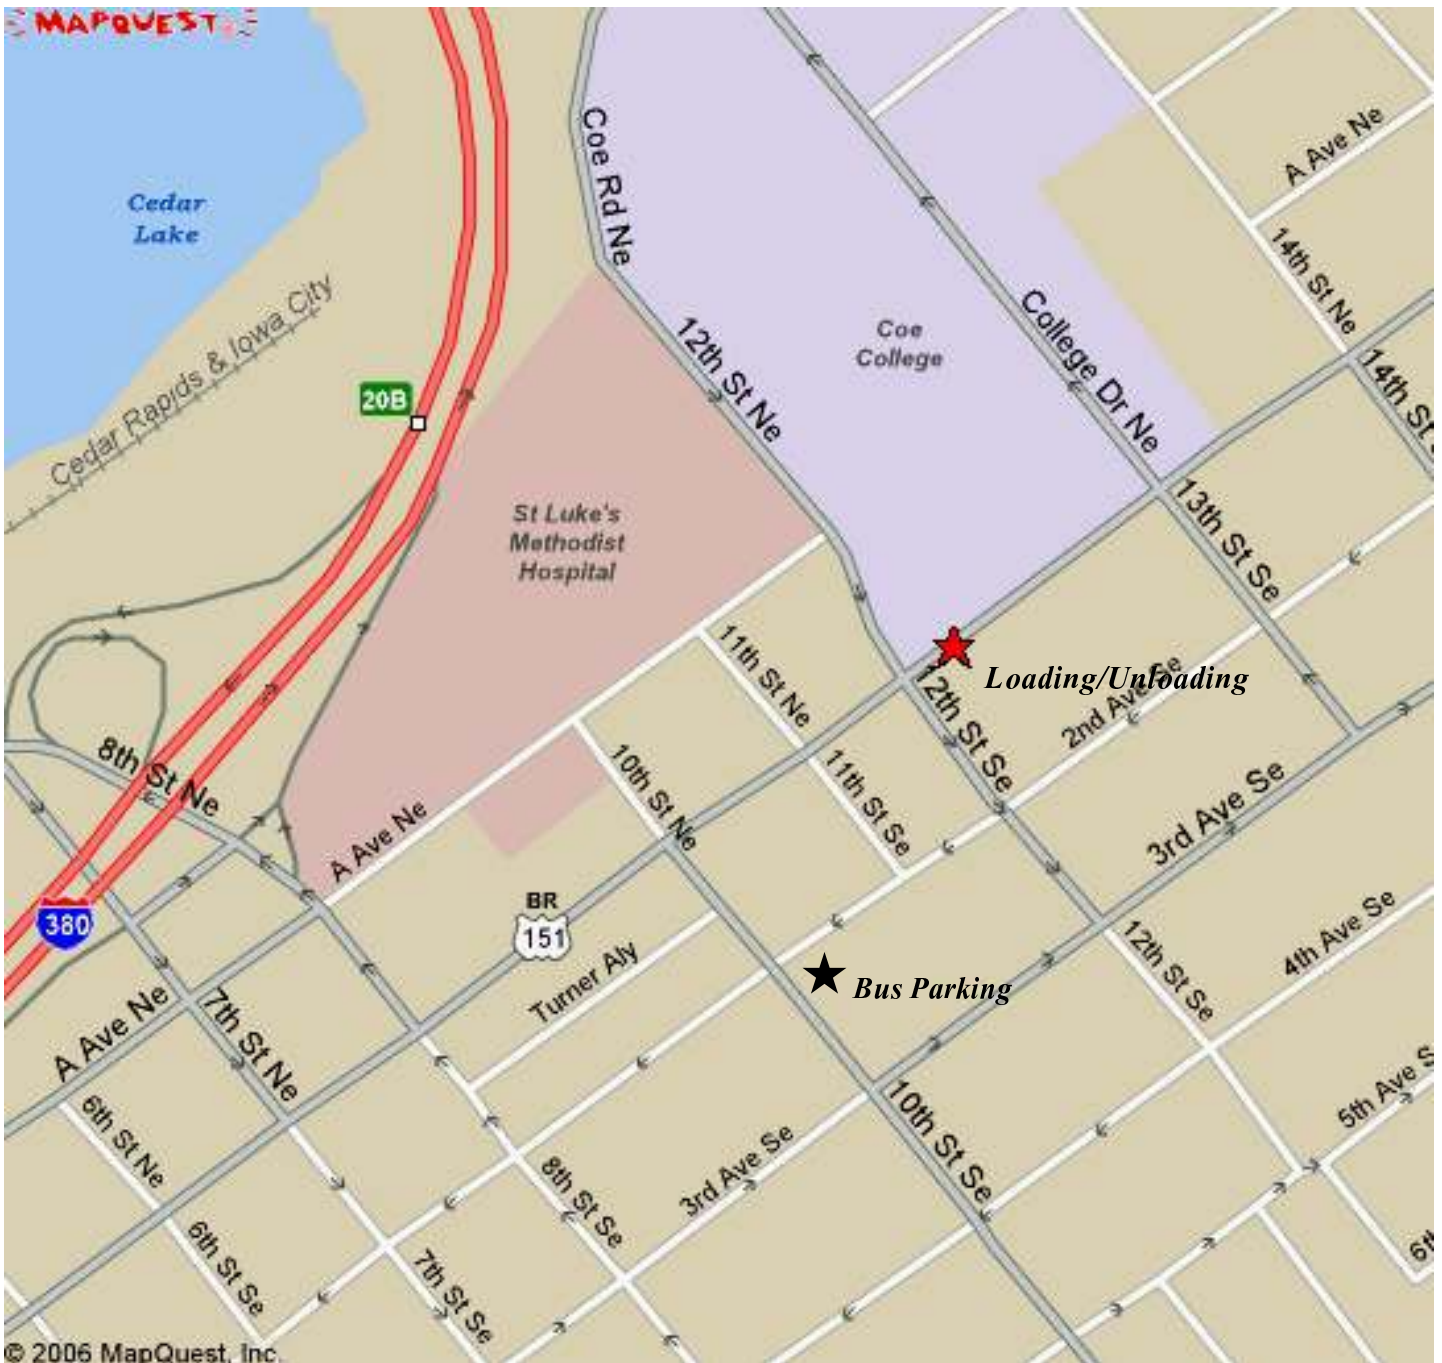 MAPQUEST
Cedar
Lake
Cedar Rapids & Iowa City
20B
Coe Rd Ne
12th St Ne
Coe
College
College Dr Ne
A Ave Ne
14th St Ne
14th St
13th St Se
St Luke's
Methodist
Hospital
Loading/Unloading
2nd Ave Se
12th St Se
11th St Ne
11th St Se
10th St Ne
8th St Ne
A Ave Ne
3rd Ave Se
380
BR
151
Turner Aly
Bus Parking
12th St Se
4th Ave Se
A Ave Ne
7th St Ne
5th Ave S
6th St Ne
10th St Se
3rd Ave Se
8th St Se
6th St Se
7th St Se
6th
© 2006 MapQuest, Inc.